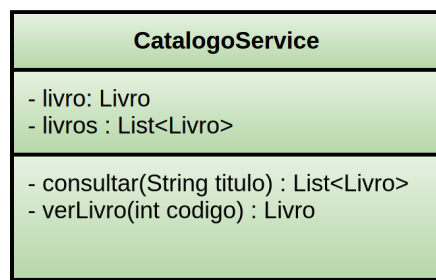 CatalogoService
- livro: Livro
- livros : List<Livro>
- consultar(String titulo) : List<Livro>
- verLivro(int codigo) : Livro